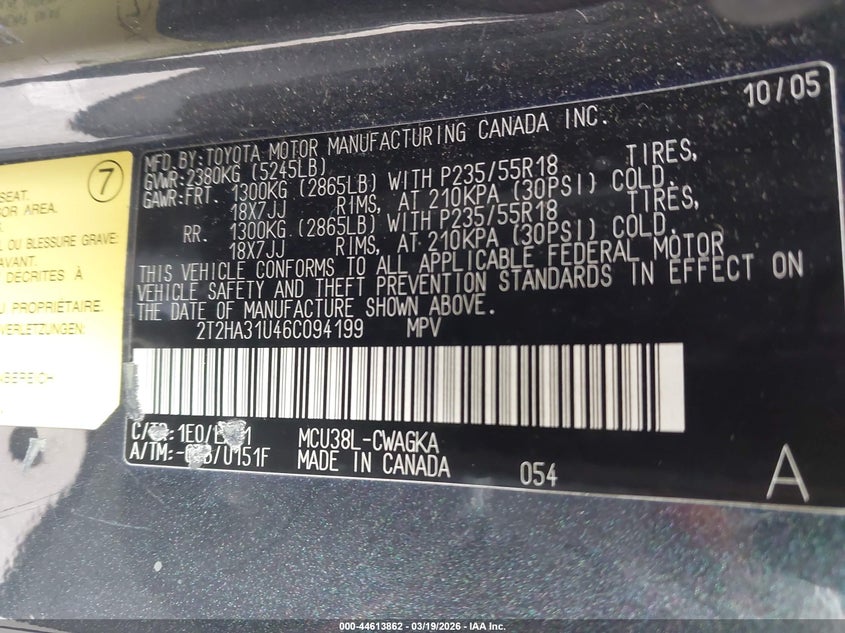 10/05
MFD.BY:TOYOTA MOTOR MANUFACTURING CANADA INC.
GVWR:2380KG (5245LB)
GAWR:FRT. 1300KG (2865LB) WITH P235/55R18 TIRES,
18X7JJ RIMS, AT 210KPA (30PSI) COLD.
RR. 1300KG (2865LB) WITH P235/55R18 TIRES,
18X7JJ RIMS, AT 210KPA (30PSI) COLD.
THIS VEHICLE CONFORMS TO ALL APPLICABLE FEDERAL MOTOR
VEHICLE SAFETY AND THEFT PREVENTION STANDARDS IN EFFECT ON
THE DATE OF MANUFACTURE SHOWN ABOVE.
2T2HA31U46C094199 MPV
MCU38L-CWAGKA
MADE IN CANADA 054 A
7
SEAT.
AREA.
OU BLESSURE GRAVE:
AVANT.
DECRITES À
PROPRIÉTAIRE.
VERLETZUNGEN:
000-44613862 - 03/19/2026 - IAA Inc.